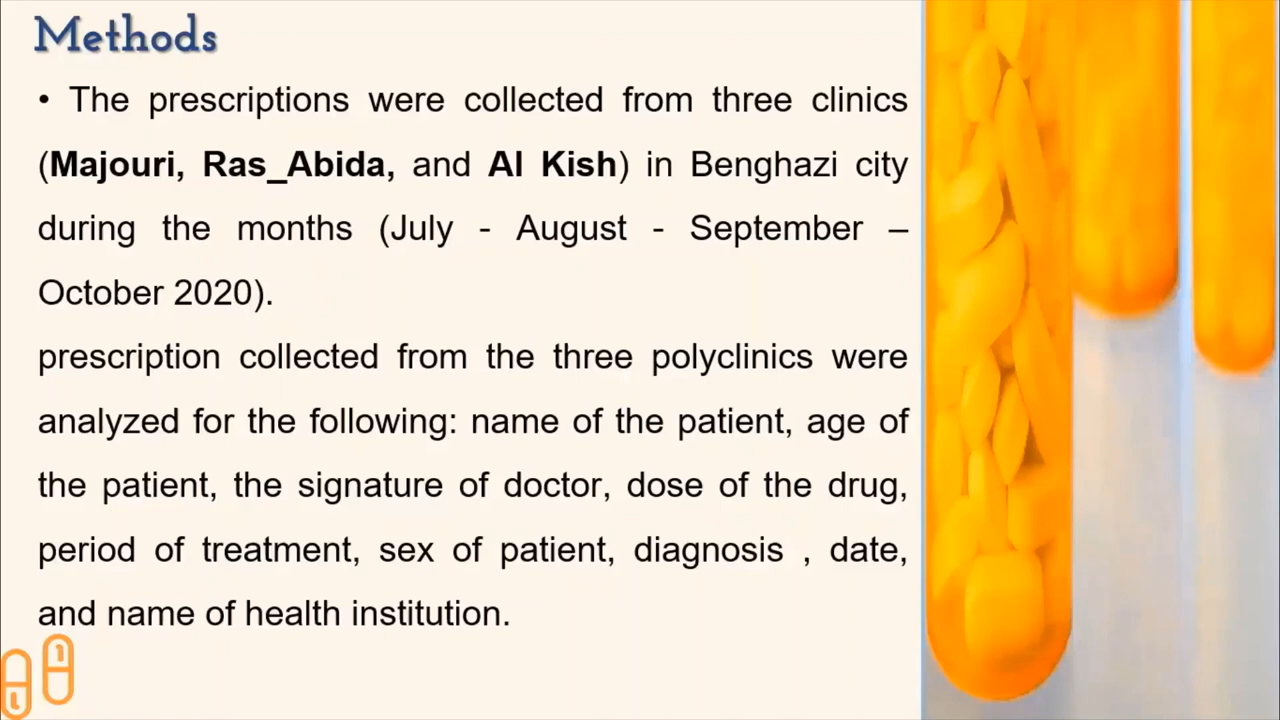 Methods
• The prescriptions were collected from three clinics
(Majouri, Ras_Abida, and Al Kish) in Benghazi city
during the months (July - August - September –
October 2020).
prescription collected from the three polyclinics were
analyzed for the following: name of the patient, age of
the patient, the signature of doctor, dose of the drug,
period of treatment, sex of patient, diagnosis , date,
and name of health institution.